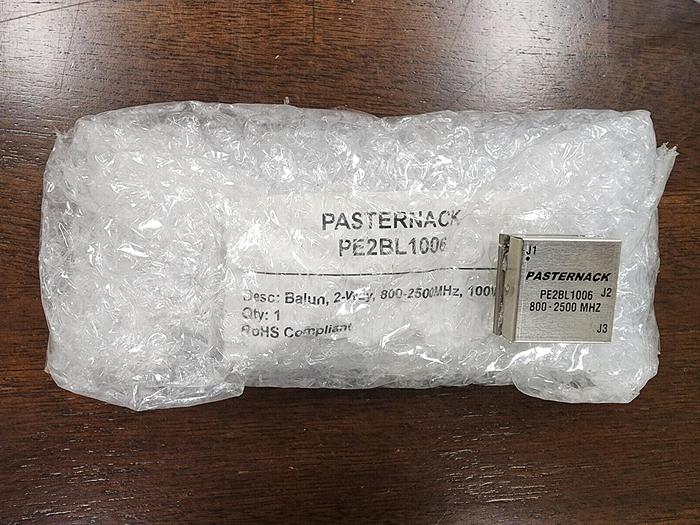 PASTERNACK
PE2BL1006
Desc: Balun, 2-Way, 800-2500MHz, 100W
Qty: 1
RoHS Compliant
J1
PASTERNACK
PE2BL1006 J2
800-2500 MHZ
J3